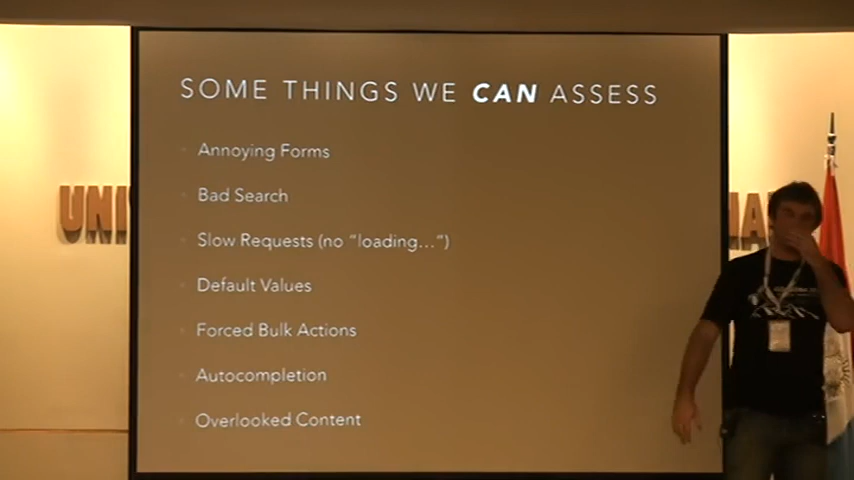 SOME THINGS WE CAN ASSESS
Annoying Forms
Bad Search
Slow Requests (no “loading...”)
Default Values
Forced Bulk Actions
Autocompletion
Overlooked Content
UNI